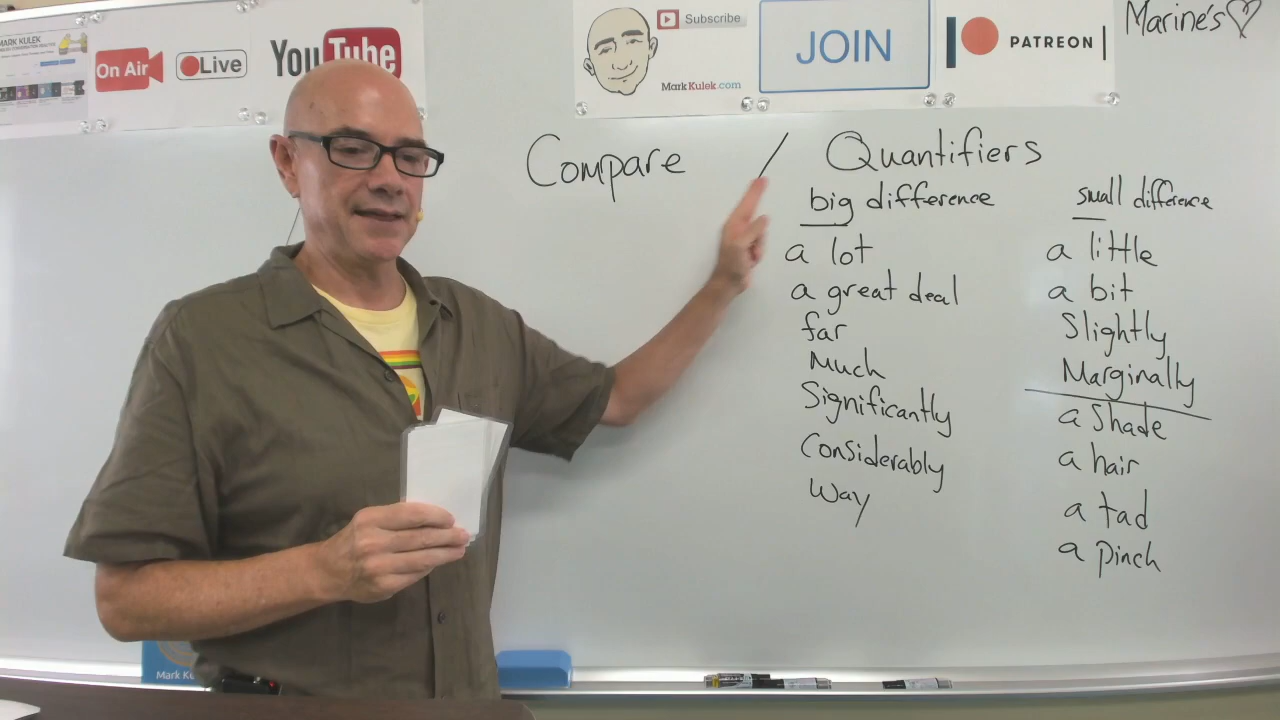 MARK KULEK
On Air
Live
YouTube
Subscribe
MarkKulek.com
JOIN
PATREON
Marine's♡
Compare / Quantifiers
big difference
a lot
a great deal
far
Much
Significantly
Considerably
Way
small difference
a little
a bit
Slightly
Marginally
a Shade
a hair
a tad
a pinch